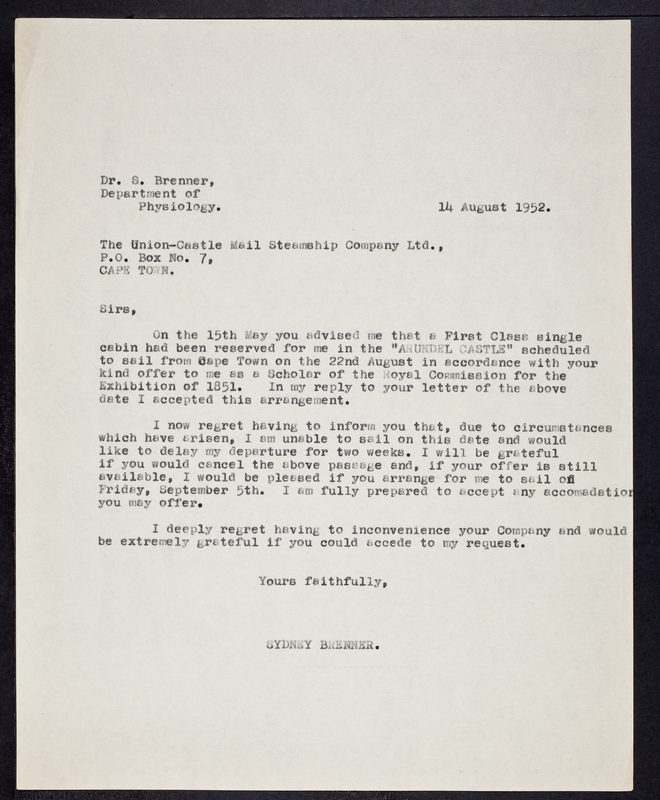 Dr. S. Brenner,
Department of
Physiology.
14 August 1952.
The Union-Castle Mail Steamship Company Ltd.,
P.O. Box No. 7,
CAPE TOWN.
Sirs,
On the 15th May you advised me that a First Class single
cabin had been reserved for me in the "ARUNDEL CASTLE" scheduled
to sail from Cape Town on the 22nd August in accordance with your
kind offer to me as a Scholar of the Royal Commission for the
Exhibition of 1851. In my reply to your letter of the above
date I accepted this arrangement.
I now regret having to inform you that, due to circumstances
which have arisen, I am unable to sail on this date and would
like to delay my departure for two weeks. I will be grateful
if you would cancel the above passage and, if your offer is still
available, I would be pleased if you arrange for me to sail on
Friday, September 5th. I am fully prepared to accept any accomadation
you may offer.
I deeply regret having to inconvenience your Company and would
be extremely grateful if you could accede to my request.
Yours faithfully,
SYDNEY BRENNER.